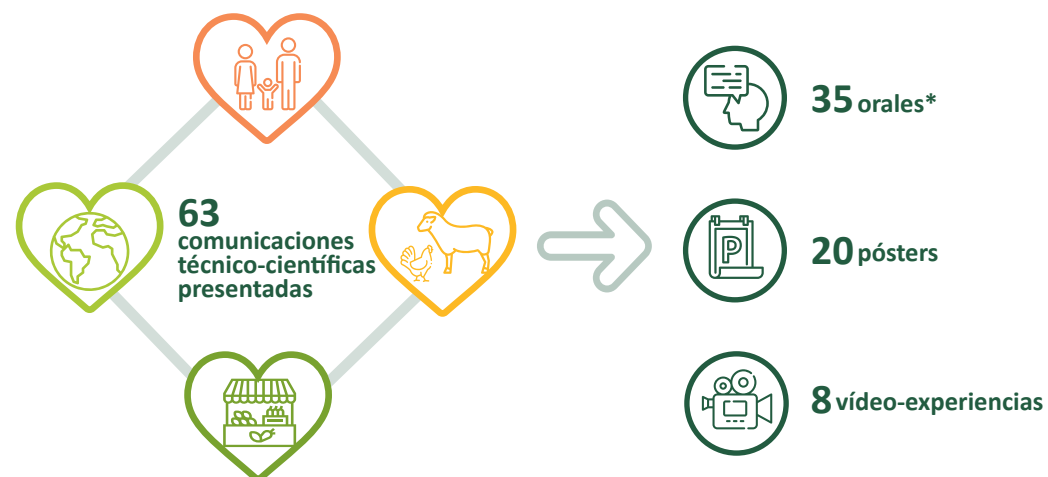 63
comunicaciones
técnico-científicas
presentadas
35 orales*
P
20 pósters
8 vídeo-experiencias